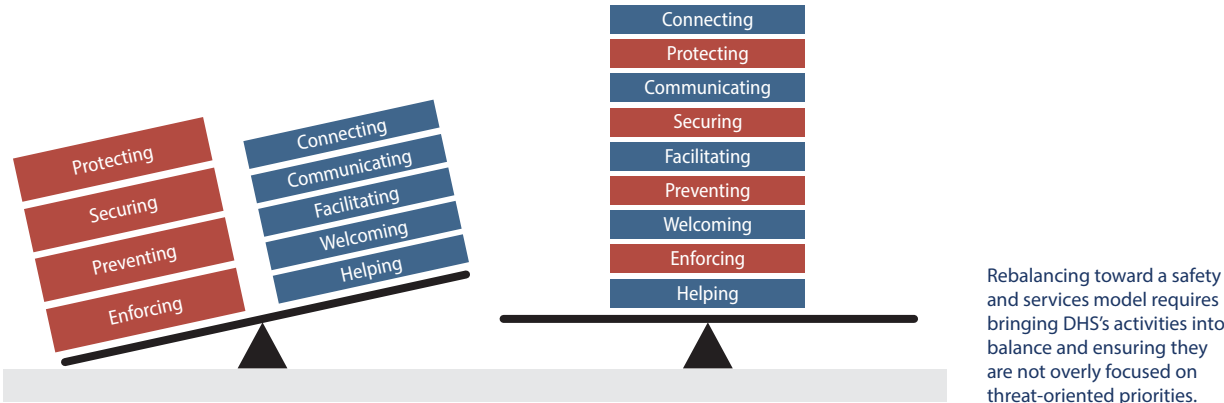 Protecting
Securing
Preventing
Enforcing
Connecting
Communicating
Facilitating
Welcoming
Helping
Connecting
Protecting
Communicating
Securing
Facilitating
Preventing
Welcoming
Enforcing
Helping
Rebalancing toward a safety
and services model requires
bringing DHS's activities into
balance and ensuring they
are not overly focused on
threat-oriented priorities.